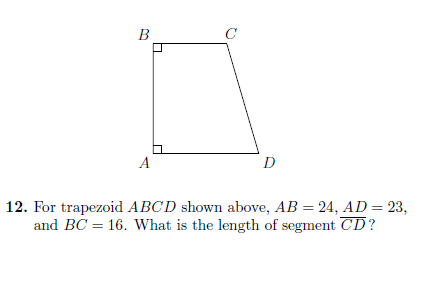 B C
A D
12. For trapezoid ABCD shown above, AB = 24, AD = 23,
and BC = 16. What is the length of segment C̅D̅?